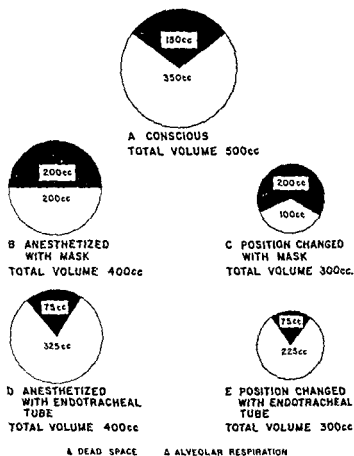 150cc
350cc
A CONSCIOUS
TOTAL VOLUME 500cc
200cc
200cc
B ANESTHETIZED
WITH MASK
TOTAL VOLUME 400cc
200cc
100cc
C POSITION CHANGED
WITH MASK
TOTAL VOLUME 300cc.
75cc
325cc
D ANESTHETIZED
WITH ENDOTRACHEAL
TUBE
TOTAL VOLUME 400cc
75cc
225cc
E POSITION CHANGED
WITH ENDOTRACHEAL
TUBE
TOTAL VOLUME 300cc
DEAD SPACE
ALVEOLAR RESPIRATION